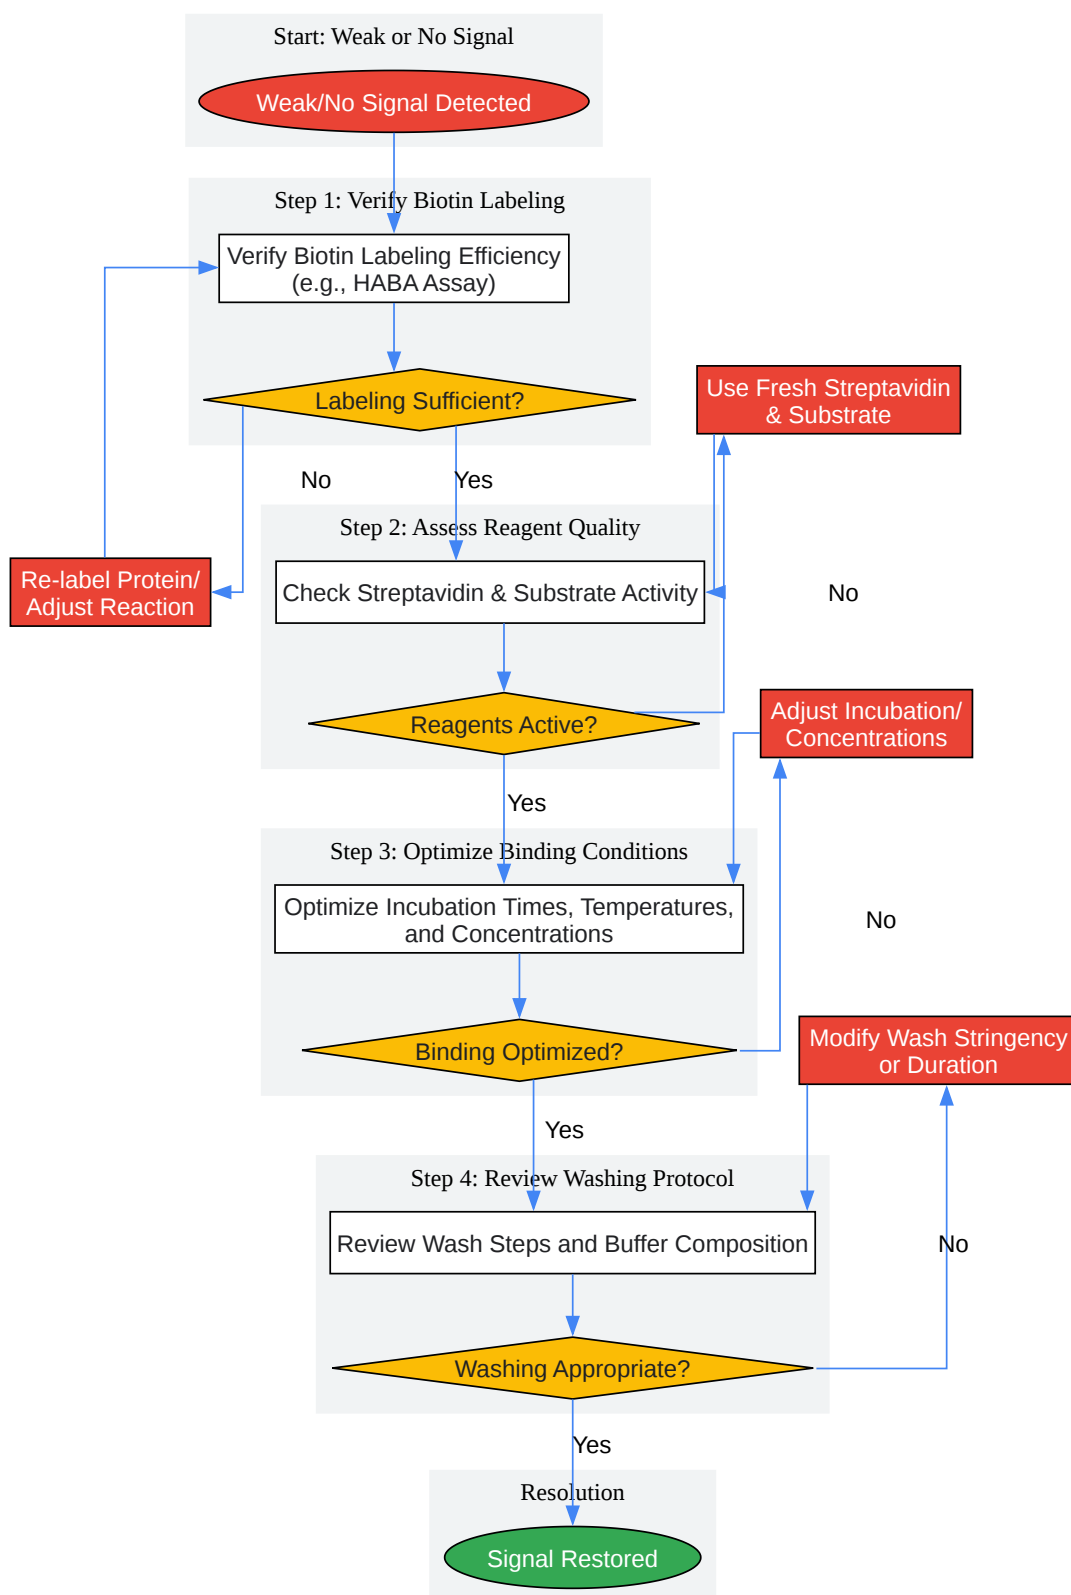 Start: Weak or No Signal
Weak/No Signal Detected
Step 1: Verify Biotin Labeling
Verify Biotin Labeling Efficiency
(e.g., HABA Assay)
Labeling Sufficient?
Use Fresh Streptavidin
& Substrate
No
Yes
Step 2: Assess Reagent Quality
Re-label Protein/
Adjust Reaction
Check Streptavidin & Substrate Activity
No
Reagents Active?
Adjust Incubation/
Concentrations
Yes
Step 3: Optimize Binding Conditions
Optimize Incubation Times, Temperatures,
and Concentrations
No
Binding Optimized?
Modify Wash Stringency
or Duration
Yes
Step 4: Review Washing Protocol
Review Wash Steps and Buffer Composition
No
Washing Appropriate?
Yes
Resolution
Signal Restored